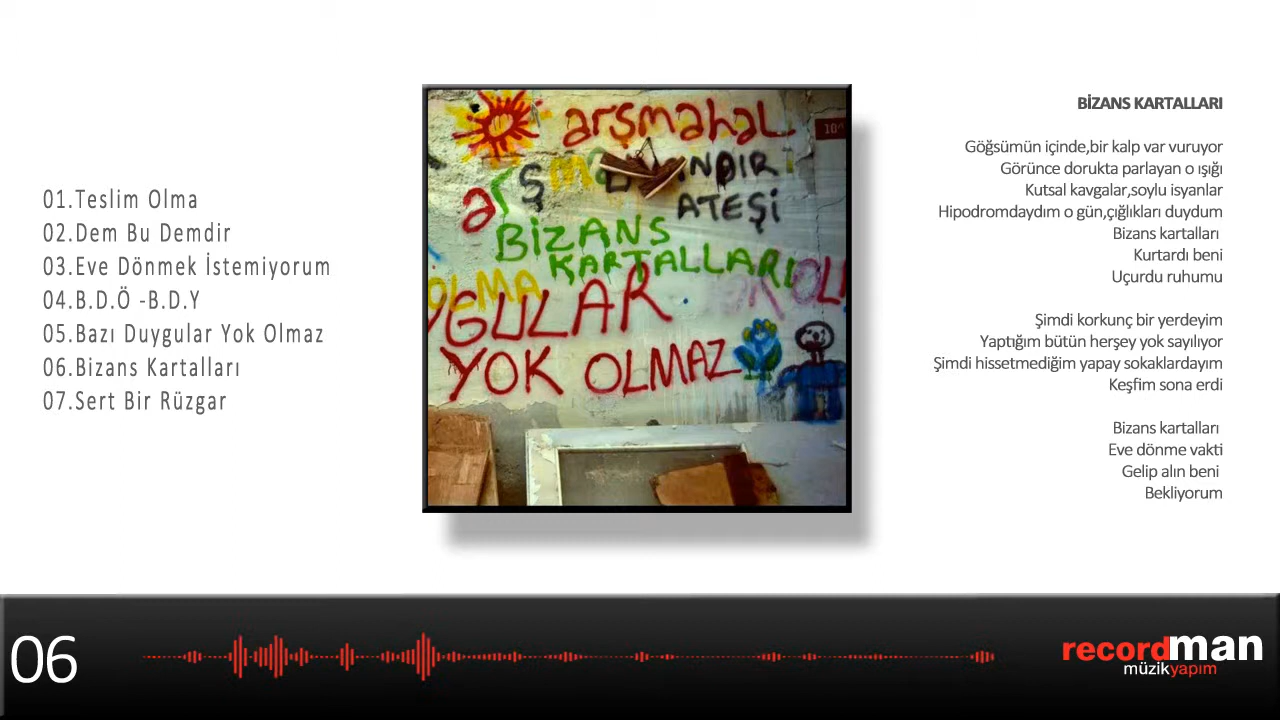 01.Teslim Olma
02.Dem Bu Demdir
03.Eve Dönmek İstemiyorum
04.B.D.Ö -B.D.Y
05.Bazı Duygular Yok Olmaz
06.Bizans Kartalları
07.Sert Bir Rüzgar
arşmahaL
arşma
ATEŞİ
BİZANS
KARTALLARI
OLMA
YGULAR
YOK OLMAZ
BİZANS KARTALLARI
Göğsümün içinde,bir kalp var vuruyor
Görünce dorukta parlayan o ışığı
Kutsal kavgalar,soylu isyanlar
Hipodromdaydım o gün,çığlıkları duydum
Bizans kartalları
Kurtardı beni
Uçurdu ruhumu
Şimdi korkunç bir yerdeyim
Yaptığım bütün herşey yok sayılıyor
Şimdi hissetmediğim yapay sokaklardayım
Keşfim sona erdi
Bizans kartalları
Eve dönme vakti
Gelip alın beni
Bekliyorum
06
recordman
müzikyapım